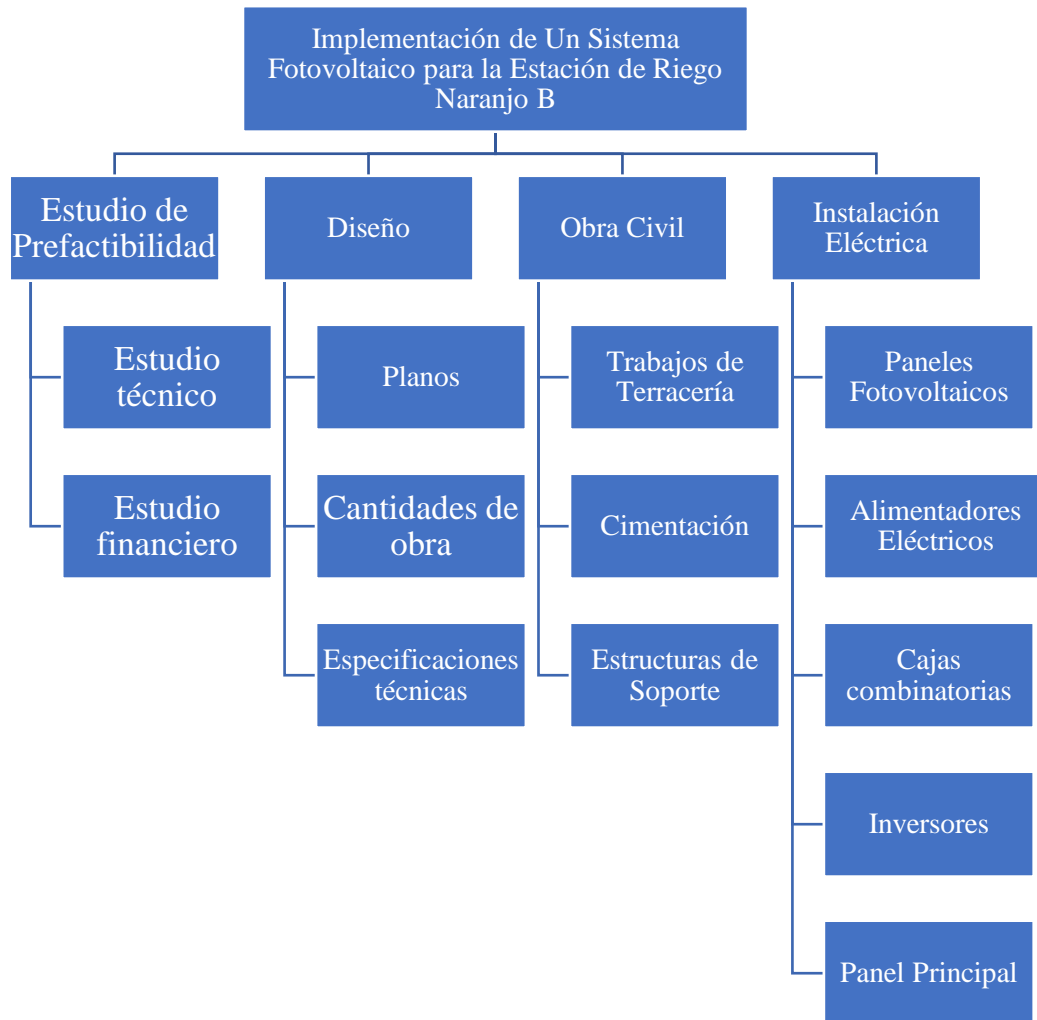 Implementación de Un Sistema
Fotovoltaico para la Estación de Riego
Naranjo B
Estudio de
Prefactibilidad
Estudio
técnico
Estudio
financiero
Diseño
Planos
Cantidades de
obra
Especificaciones
técnicas
Obra Civil
Trabajos de
Terracería
Cimentación
Estructuras de
Soporte
Instalación
Eléctrica
Paneles
Fotovoltaicos
Alimentadores
Eléctricos
Cajas
combinatorias
Inversores
Panel Principal